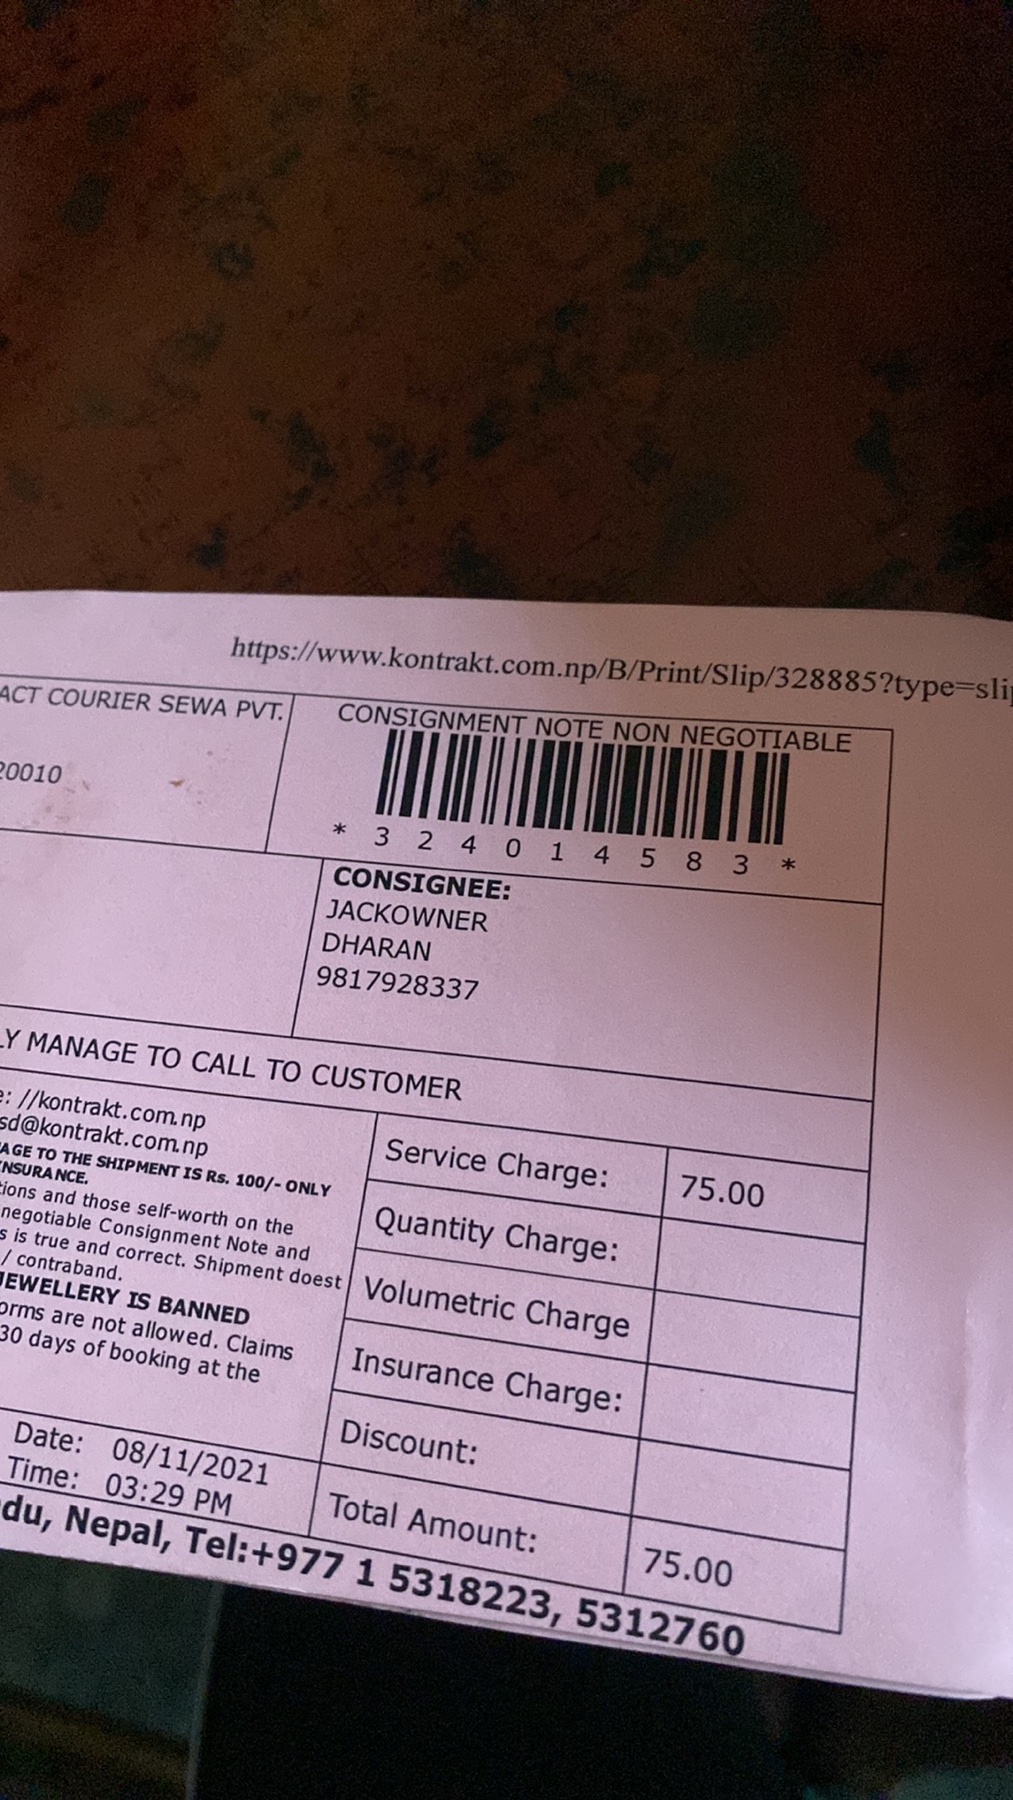 https://www.kontrakt.com.np/B/Print/Slip/328885?type=sli
ACT COURIER SEWA PVT.
20010
CONSIGNMENT NOTE NON NEGOTIABLE
* 3 2 4 0 1 4 5 8 3 *
CONSIGNEE:
JACKOWNER
DHARAN
9817928337
LY MANAGE TO CALL TO CUSTOMER
e: //kontrakt.com.np
sd@kontrakt.com.np
AGE TO THE SHIPMENT IS Rs. 100/- ONLY
INSURANCE.
tions and those self-worth on the
negotiable Consignment Note and
s is true and correct. Shipment doest
/ contraband.
JEWELLERY IS BANNED
orms are not allowed. Claims
30 days of booking at the
Service Charge: 75.00
Quantity Charge:
Volumetric Charge
Insurance Charge:
Discount:
Total Amount: 75.00
Date: 08/11/2021
Time: 03:29 PM
du, Nepal, Tel:+977 1 5318223, 5312760